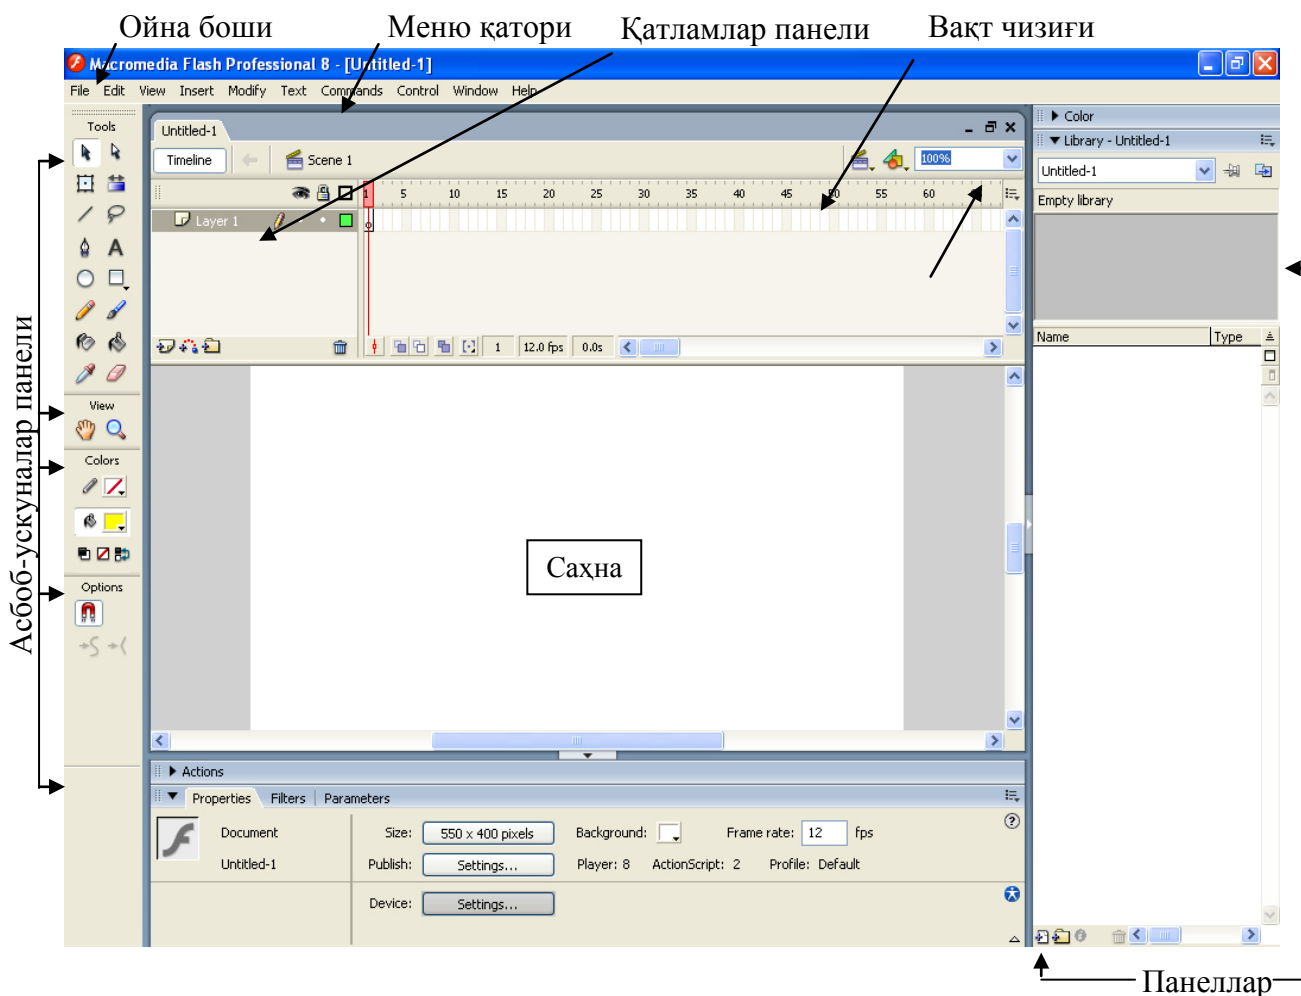 Ойна боши Меню қатори Қатламлар панели Вақт чизиғи
Macromedia Flash Professional 8 - [Untitled-1]
File Edit View Insert Modify Text Commands Control Window Help
Tools
Untitled-1
Timeline Scene 1 100%
1 5 10 15 20 25 30 35 40 45 50 55 60
Layer 1
1 12.0 fps 0.0s
Color
Library - Untitled-1
Untitled-1
Empty library
Name Type
View
Colors
Options
Асбоб-ускуналар панели
Саҳна
Actions
Properties Filters Parameters
Document Size: 550 x 400 pixels Background: Frame rate: 12 fps
Untitled-1 Publish: Settings... Player: 8 ActionScript: 2 Profile: Default
Device: Settings...
Панеллар